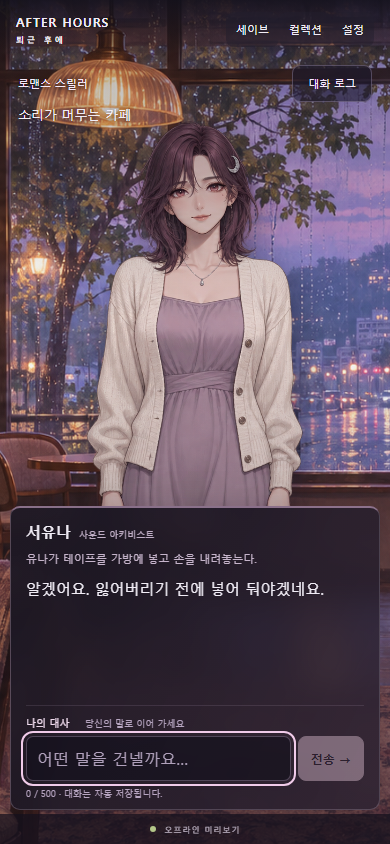 AFTER HOURS
퇴근 후에
세이브 컬렉션 설정
로맨스 스릴러
대화 로그
소리가 머무는 카페
서유나 사운드 아키비스트
유나가 테이프를 가방에 넣고 손을 내려놓는다.
알겠어요. 잃어버리기 전에 넣어 둬야겠네요.
나의 대사 당신의 말로 이어 가세요
어떤 말을 건넬까요...
전송 →
0 / 500 · 대화는 자동 저장됩니다.
오프라인 미리보기